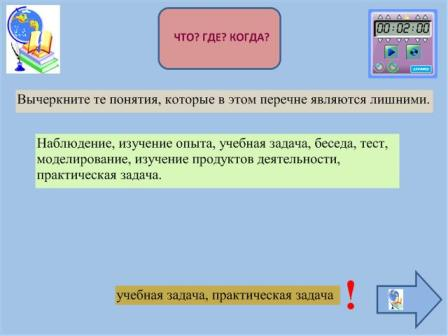 ЧТО? ГДЕ? КОГДА?
00:02:00
Вычеркните те понятия, которые в этом перечне являются лишними.
Наблюдение, изучение опыта, учебная задача, беседа, тест,
моделирование, изучение продуктов деятельности,
практическая задача.
учебная задача, практическая задача
!